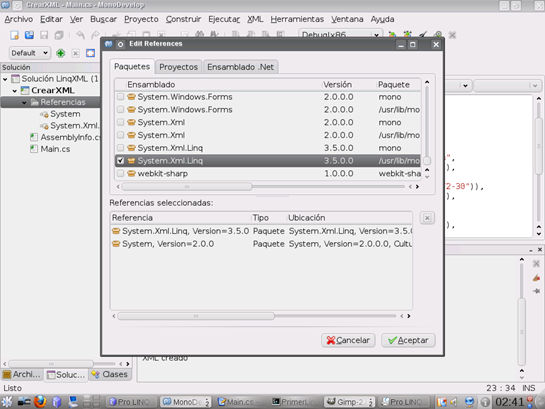 CrearXML - Main.cs - MonoDevelop
Archivo Editar Ver Buscar Proyecto Construir Ejecutar XML Herramientas Ventana Ayuda
Default
Debug|x86
Solución
Solución LinqXML (1
CrearXML
Referencias
System
System.Xml.
AssemblyInfo.cs
Main.cs
Edit References
Paquetes Proyectos Ensamblado .Net
Ensamblado Versión Paquete
System.Windows.Forms 2.0.0.0 mono
System.Windows.Forms 2.0.0.0 /usr/lib/mo
System.Xml 2.0.0.0 mono
System.Xml 2.0.0.0 /usr/lib/mo
System.Xml.Linq 3.5.0.0 mono
System.Xml.Linq 3.5.0.0 /usr/lib/mo
webkit-sharp 1.0.0.0 webkit-sha
Referencias seleccionadas:
Referencia Tipo Ubicación
System.Xml.Linq, Version=3.5.0 Paquete System.Xml.Linq, Version=3.5.0
System, Version=2.0.0 Paquete System, Version=2.0.0.0, Cultu
Cancelar Aceptar
2-30")),
XML creado
Archi... Soluc... Clases
Listo 23 : 34 INS
Pro LINQ MonoDe Main.cs PrimerLi Gimp-2. Pro LINQ 02:41